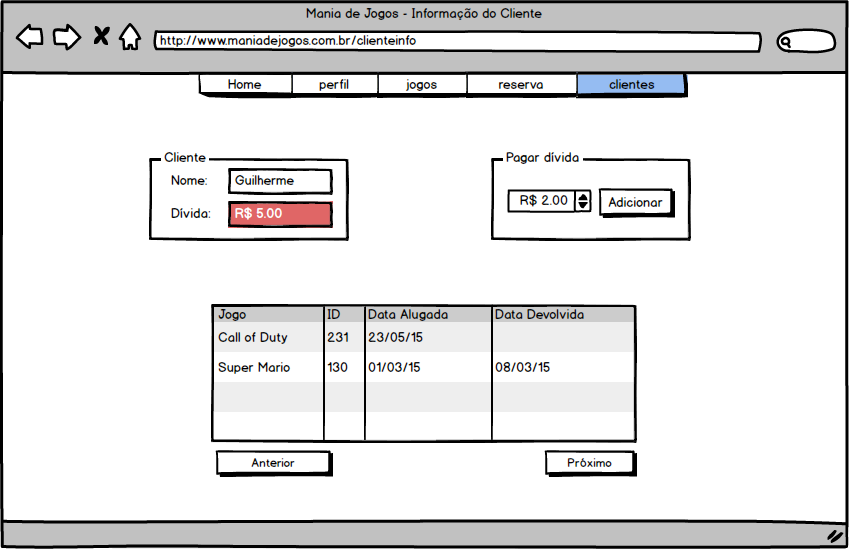 Mania de Jogos - Informação do Cliente
http://www.maniadejogos.com.br/clienteinfo
Home perfil jogos reserva clientes
Cliente
Nome: Guilherme
Dívida: R$ 5.00
Pagar dívida
R$ 2.00 Adicionar
Jogo ID Data Alugada Data Devolvida
Call of Duty 231 23/05/15
Super Mario 130 01/03/15 08/03/15
Anterior Próximo